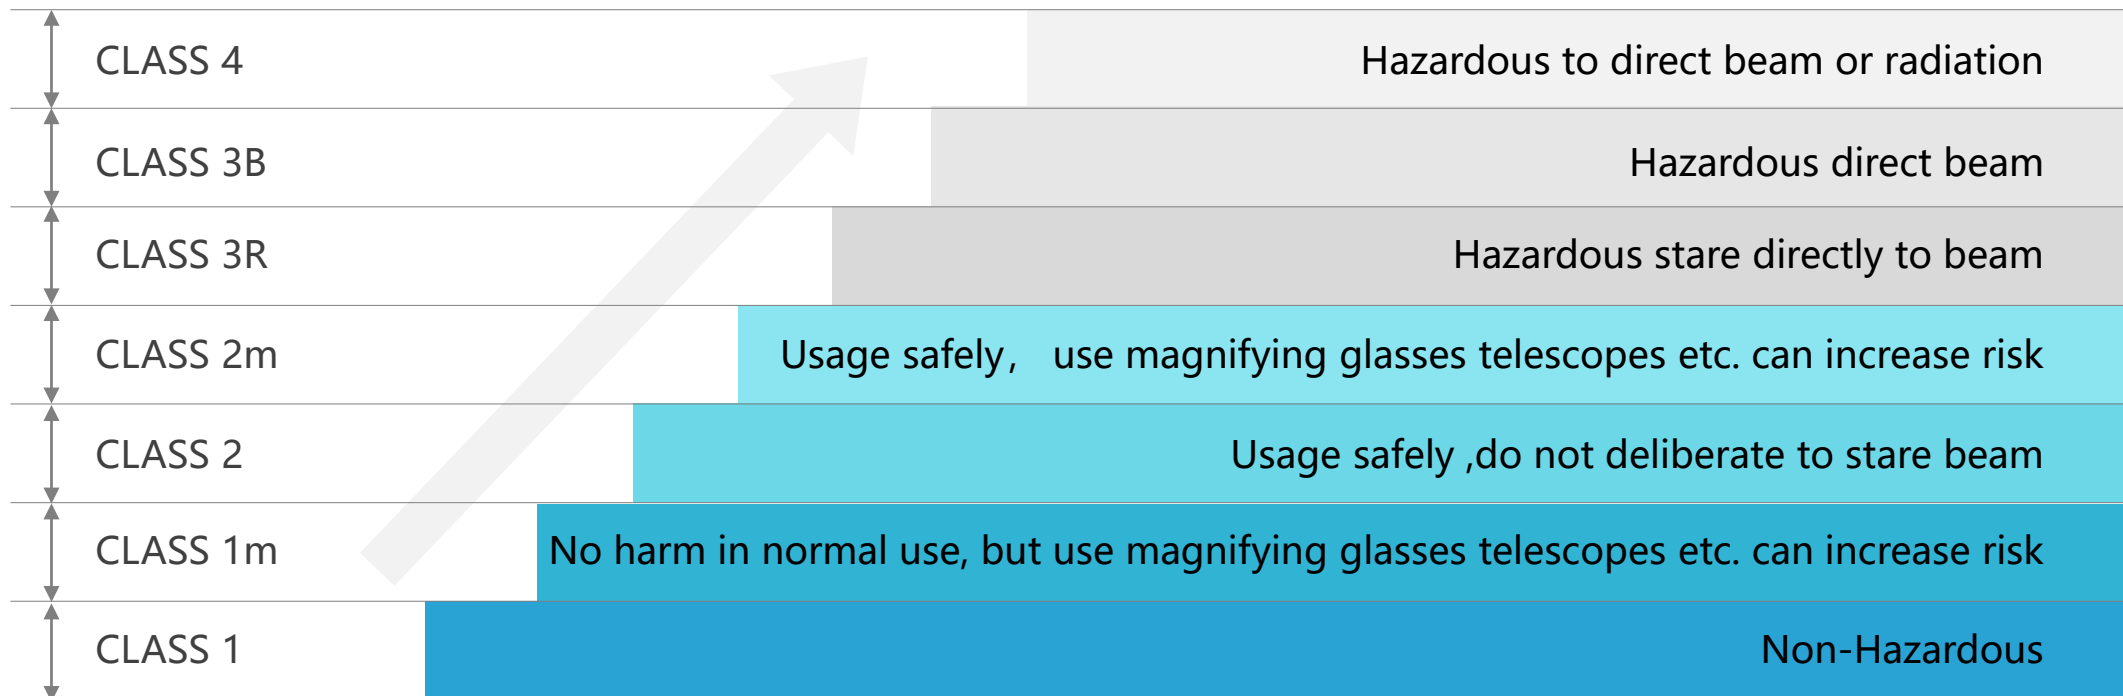 CLASS 4 Hazardous to direct beam or radiation
CLASS 3B Hazardous direct beam
CLASS 3R Hazardous stare directly to beam
CLASS 2m Usage safely， use magnifying glasses telescopes etc. can increase risk
CLASS 2 Usage safely ,do not deliberate to stare beam
CLASS 1m No harm in normal use, but use magnifying glasses telescopes etc. can increase risk
CLASS 1 Non-Hazardous